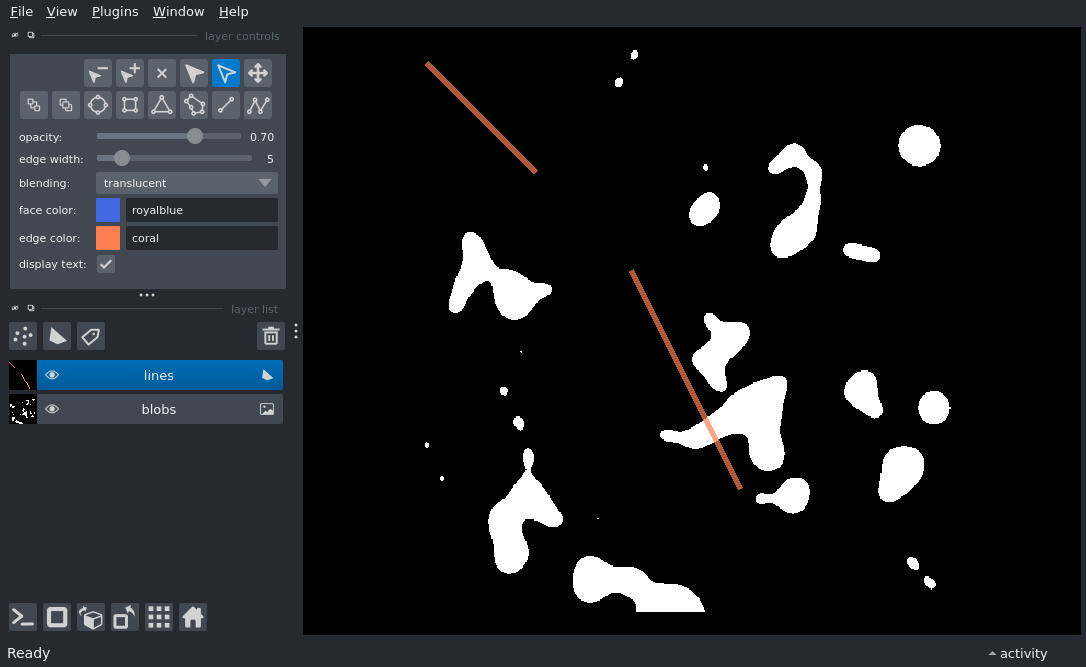 File View Plugins Window Help
layer controls
opacity: 0.70
edge width: 5
blending: translucent
face color: royalblue
edge color: coral
display text:
layer list
lines
blobs
Ready activity